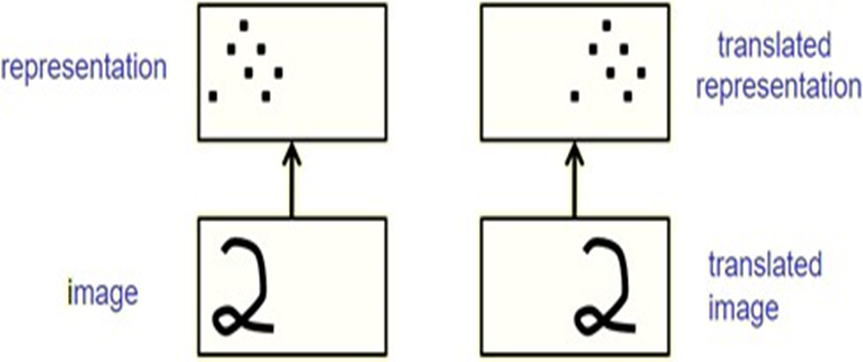 representation
translated
representation
2
2
image
translated
image